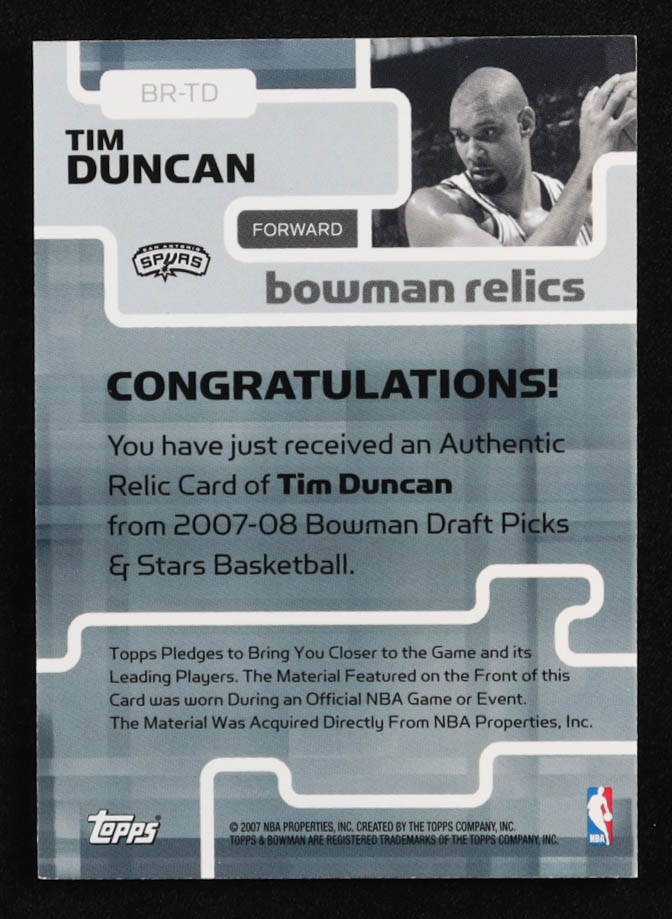 BR-TD
TIM
DUNCAN
FORWARD
SAN ANTONIO
SPURS
bowman relics
CONGRATULATIONS!
You have just received an Authentic
Relic Card of Tim Duncan
from 2007-08 Bowman Draft Picks
& Stars Basketball.
Topps Pledges to Bring You Closer to the Game and its
Leading Players. The Material Featured on the Front of this
Card was worn During an Official NBA Game or Event.
The Material Was Acquired Directly From NBA Properties, Inc.
topps
© 2007 NBA PROPERTIES, INC. CREATED BY THE TOPPS COMPANY, INC.
TOPPS & BOWMAN ARE REGISTERED TRADEMARKS OF THE TOPPS COMPANY, INC.
NBA